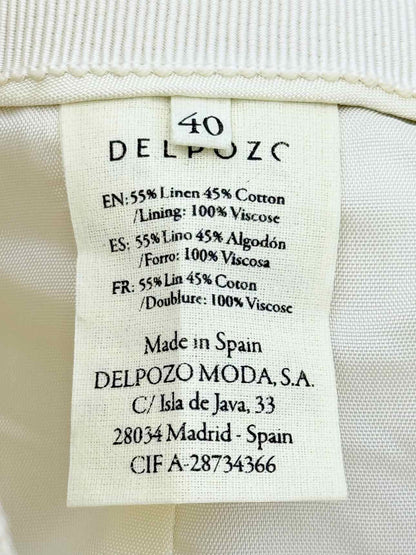 40
DELPOZO
EN: 55% Linen 45% Cotton
/Lining: 100% Viscose
ES: 55% Lino 45% Algodón
/Forro: 100% Viscosa
FR: 55% Lin 45% Coton
/Doublure: 100% Viscose
Made in Spain
DELPOZO MODA, S.A.
C/ Isla de Java, 33
28034 Madrid - Spain
CIF A-28734366